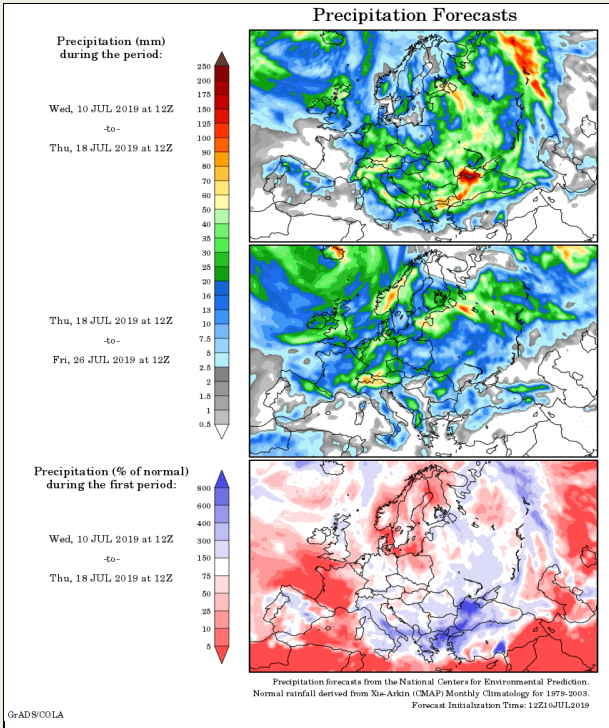 Precipitation Forecasts
Precipitation (mm)
during the period:
Wed, 10 JUL 2019 at 12Z
-to-
Thu, 18 JUL 2019 at 12Z
250
200
175
150
125
100
90
80
70
60
50
40
35
30
25
20
16
13
10
7.5
5
2.5
2
1.5
1
0.5
Thu, 18 JUL 2019 at 12Z
-to-
Fri, 26 JUL 2019 at 12Z
Precipitation (% of normal)
during the first period:
Wed, 10 JUL 2019 at 12Z
-to-
Thu, 18 JUL 2019 at 12Z
800
600
400
300
150
75
50
25
10
5
Precipitation forecasts from the National Centers for Environmental Prediction.
Normal rainfall derived from Xie-Arkin (CMAP) Monthly Climatology for 1979-2003.
Forecast Initialization Time: 12Z10JUL2019
GrADS/COLA